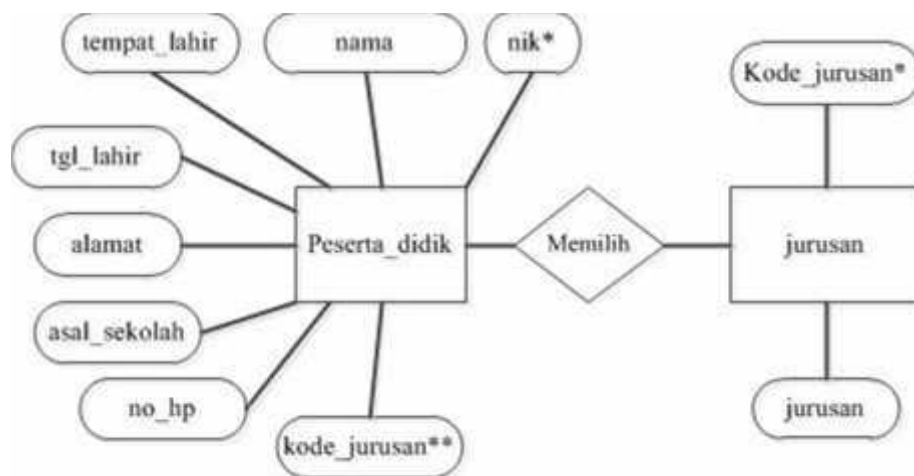 tempat_lahir
nama
nik*
Kode_jurusan*
tgl_lahir
alamat
Peserta_didik
Memilih
jurusan
asal_sekolah
no_hp
kode_jurusan**
jurusan